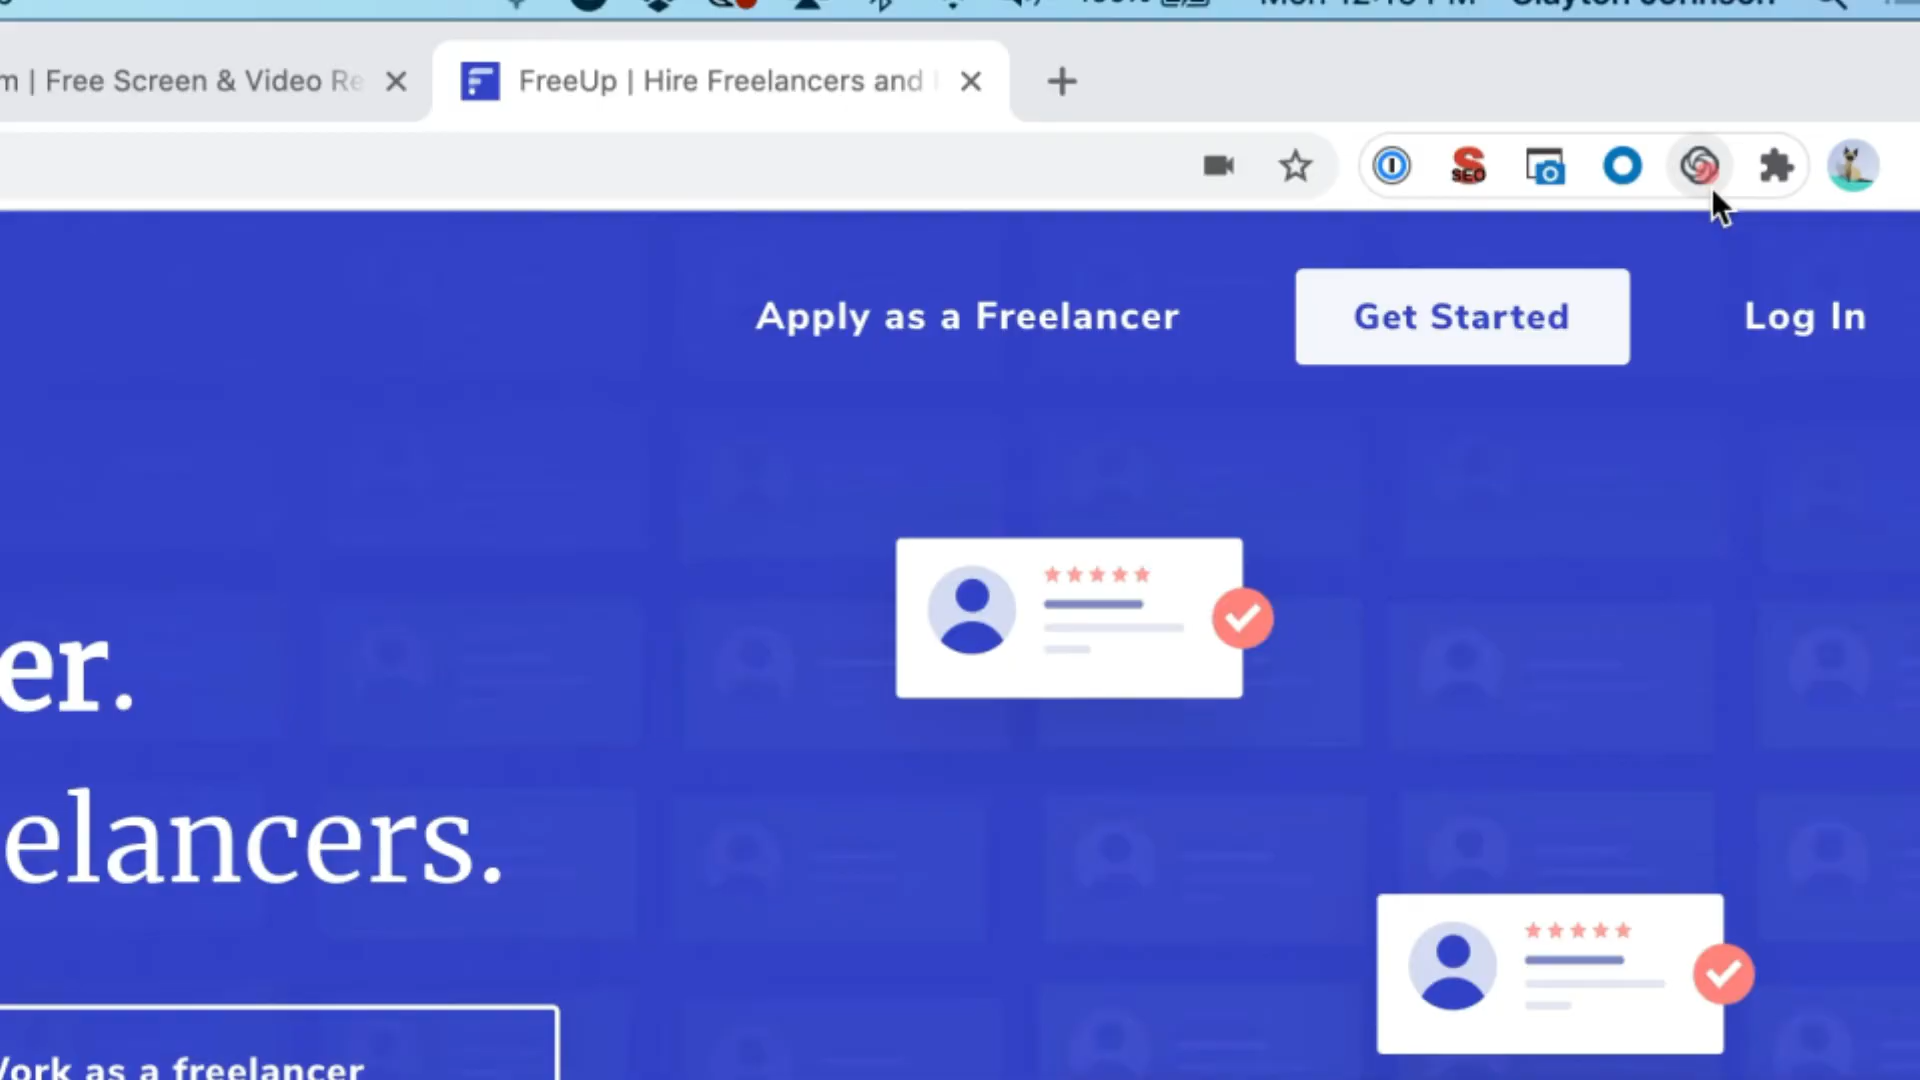 m | Free Screen & Video Re
FreeUp | Hire Freelancers and
SEO
Apply as a Freelancer
Get Started
Log In
er.
elancers.
Work as a freelancer